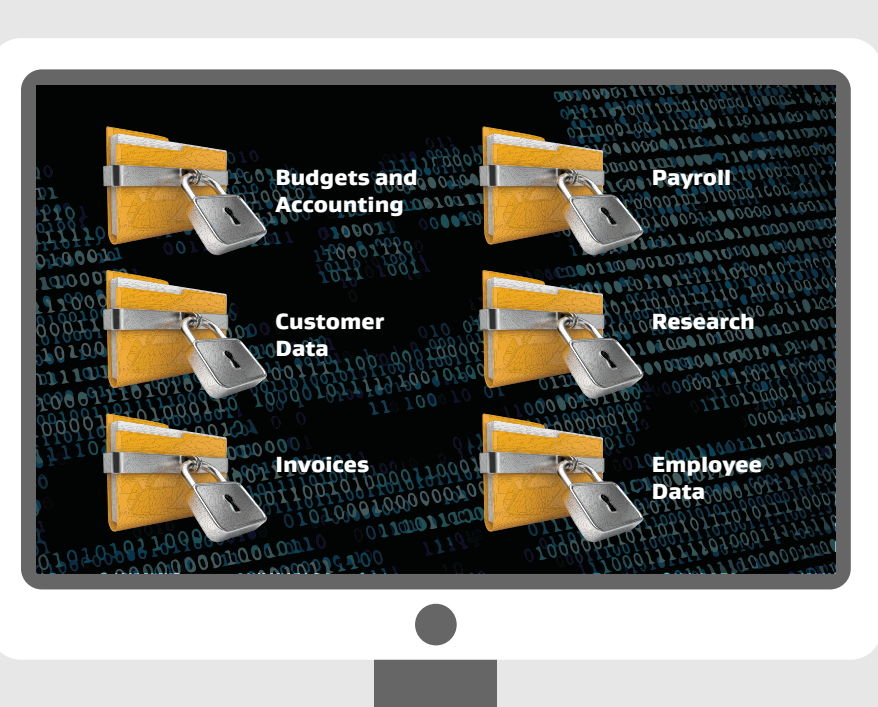 Budgets and
Accounting
Payroll
Customer
Data
Research
Invoices
Employee
Data